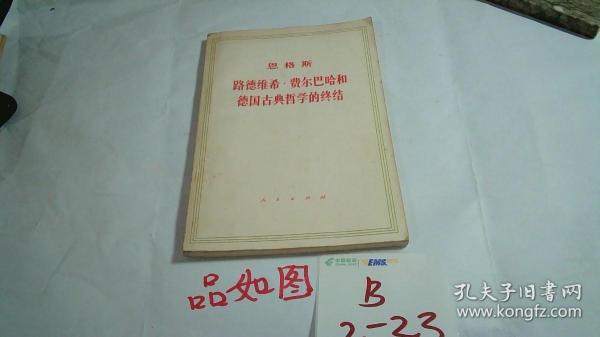 恩格斯
路德维希·费尔巴哈和
德国古典哲学的终结
人民出版社
品如图
中国邮政
EMS
B
2-23
孔夫子旧书网
www.kongfz.com